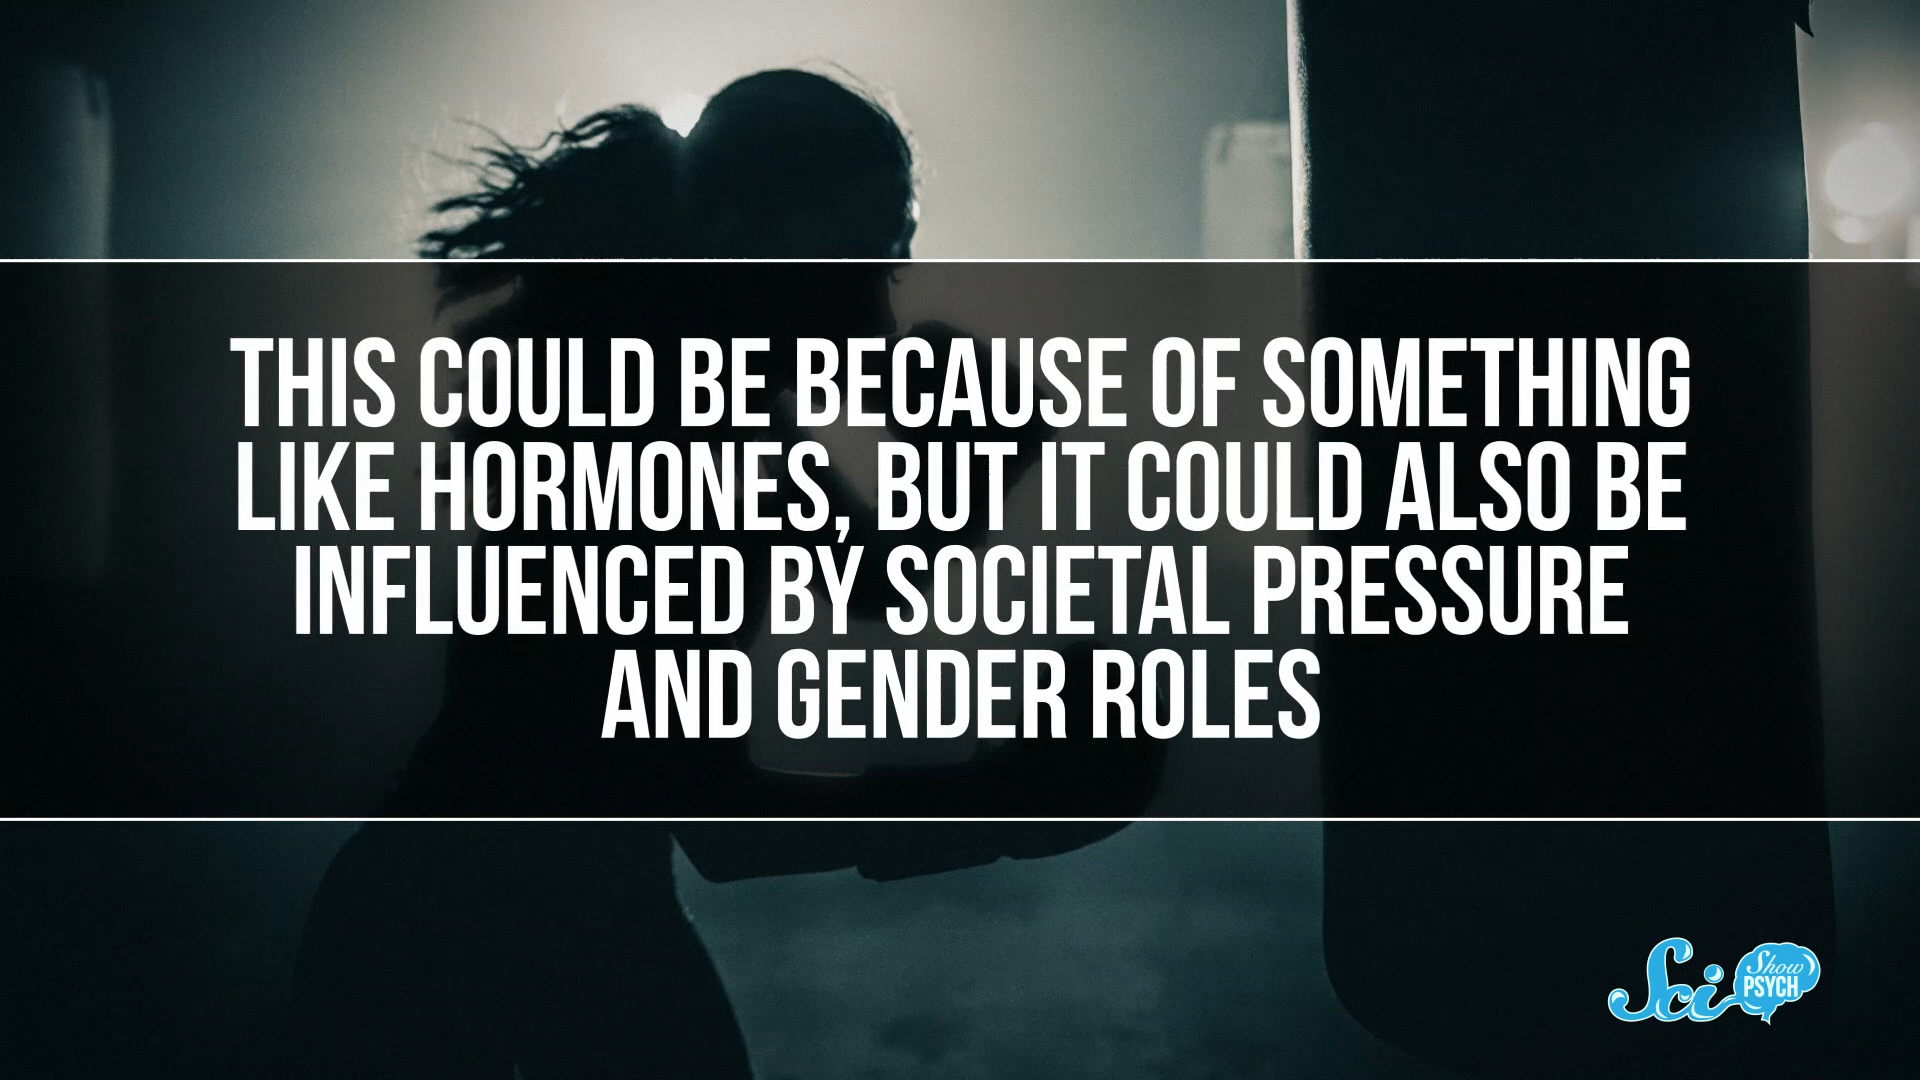 THIS COULD BE BECAUSE OF SOMETHING
LIKE HORMONES, BUT IT COULD ALSO BE
INFLUENCED BY SOCIETAL PRESSURE
AND GENDER ROLES
Sci Show
PSYCH